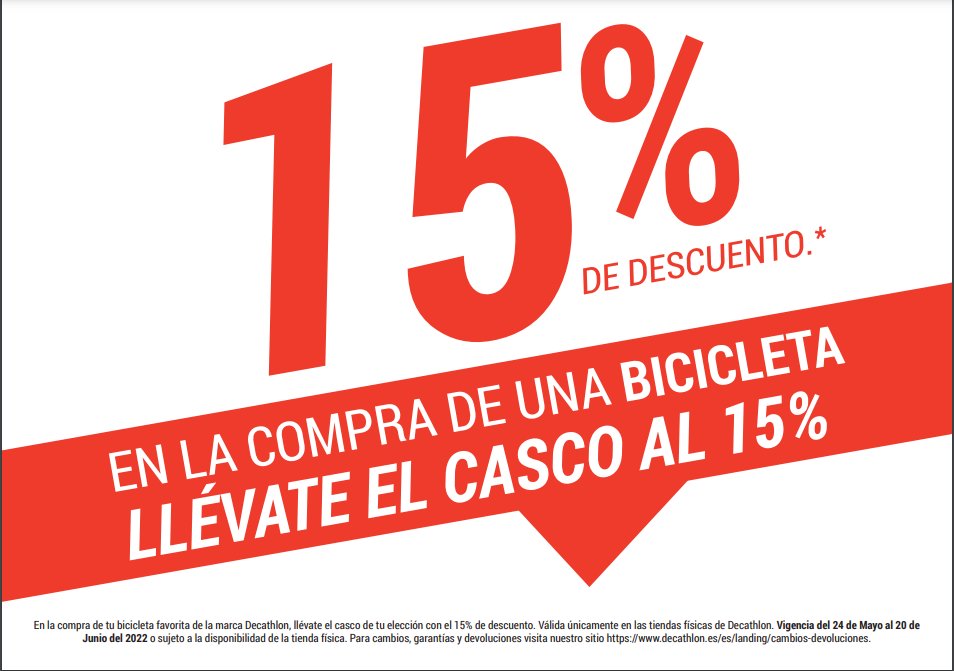 15%
DE DESCUENTO.*
EN LA COMPRA DE UNA BICICLETA
LLÉVATE EL CASCO AL 15%
En la compra de tu bicicleta favorita de la marca Decathlon, llévate el casco de tu elección con el 15% de descuento. Válida únicamente en las tiendas físicas de Decathlon. Vigencia del 24 de Mayo al 20 de
Junio del 2022 o sujeto a la disponibilidad de la tienda física. Para cambios, garantías y devoluciones visita nuestro sitio https://www.decathlon.es/es/landing/cambios-devoluciones.